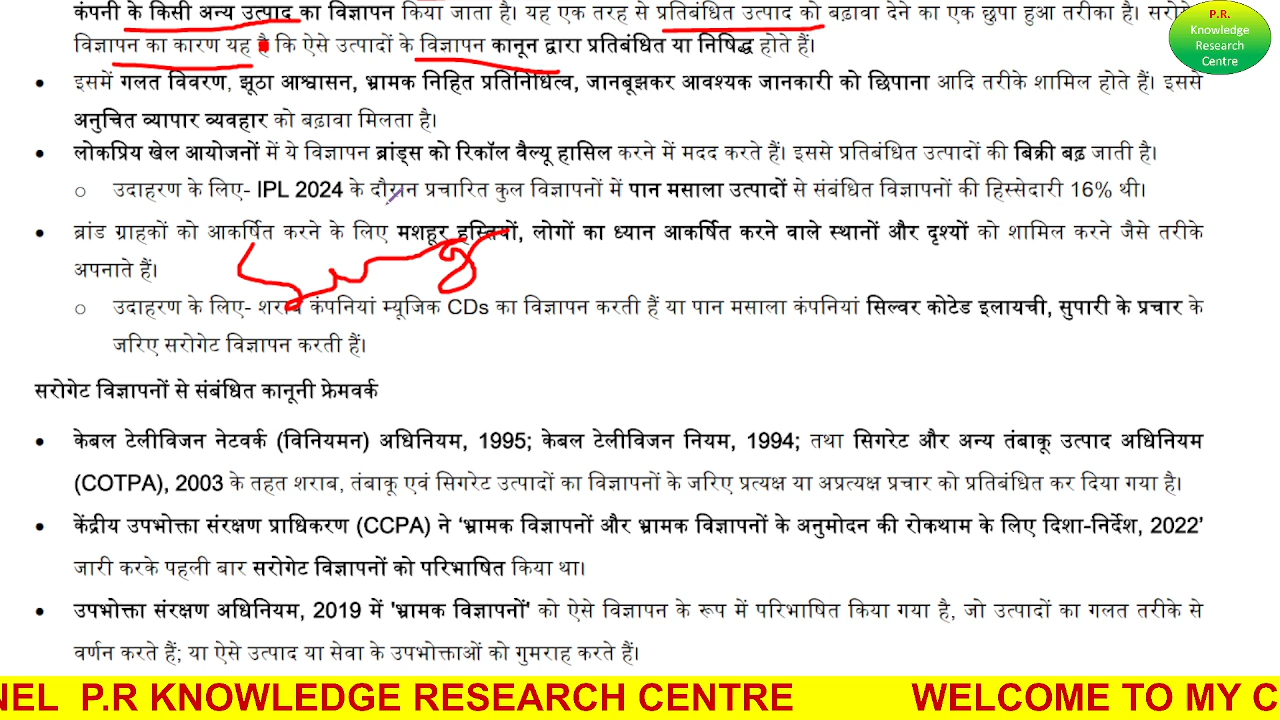 कंपनी के किसी अन्य उत्पाद का विज्ञापन किया जाता है। यह एक तरह से प्रतिबंधित उत्पाद को बढ़ावा देने का एक छुपा हुआ तरीका है।
विज्ञापन का कारण यह है कि ऐसे उत्पादों के विज्ञापन कानून द्वारा प्रतिबंधित या निषिद्ध होते हैं।
P.R.
Knowledge
Research
Centre
• इसमें गलत विवरण, झूठा आश्वासन, भ्रामक निहित प्रतिनिधित्व, जानबूझकर आवश्यक जानकारी को छिपाना आदि तरीके शामिल होते हैं। इससे
अनुचित व्यापार व्यवहार को बढ़ावा मिलता है।
• लोकप्रिय खेल आयोजनों में ये विज्ञापन ब्रांड्स को रिकॉल वैल्यू हासिल करने में मदद करते हैं। इससे प्रतिबंधित उत्पादों की बिक्री बढ़ जाती है।
o उदाहरण के लिए- IPL 2024 के दौरान प्रचारित कुल विज्ञापनों में पान मसाला उत्पादों से संबंधित विज्ञापनों की हिस्सेदारी 16% थी।
• ब्रांड ग्राहकों को आकर्षित करने के लिए मशहूर हस्तियों, लोगों का ध्यान आकर्षित करने वाले स्थानों और दृश्यों को शामिल करने जैसे तरीके
अपनाते हैं।
o उदाहरण के लिए- शराब कंपनियां म्यूजिक CDs का विज्ञापन करती हैं या पान मसाला कंपनियां सिल्वर कोटेड इलायची, सुपारी के प्रचार के
जरिए सरोगेट विज्ञापन करती हैं।
सरोगेट विज्ञापनों से संबंधित कानूनी फ्रेमवर्क
• केबल टेलीविजन नेटवर्क (विनियमन) अधिनियम, 1995; केबल टेलीविजन नियम, 1994; तथा सिगरेट और अन्य तंबाकू उत्पाद अधिनियम
(COTPA), 2003 के तहत शराब, तंबाकू एवं सिगरेट उत्पादों का विज्ञापनों के जरिए प्रत्यक्ष या अप्रत्यक्ष प्रचार को प्रतिबंधित कर दिया गया है।
• केंद्रीय उपभोक्ता संरक्षण प्राधिकरण (CCPA) ने ‘भ्रामक विज्ञापनों और भ्रामक विज्ञापनों के अनुमोदन की रोकथाम के लिए दिशा-निर्देश, 2022’
जारी करके पहली बार सरोगेट विज्ञापनों को परिभाषित किया था।
• उपभोक्ता संरक्षण अधिनियम, 2019 में 'भ्रामक विज्ञापनों' को ऐसे विज्ञापन के रूप में परिभाषित किया गया है, जो उत्पादों का गलत तरीके से
वर्णन करते हैं; या ऐसे उत्पाद या सेवा के उपभोक्ताओं को गुमराह करते हैं।
NEL P.R KNOWLEDGE RESEARCH CENTRE WELCOME TO MY C